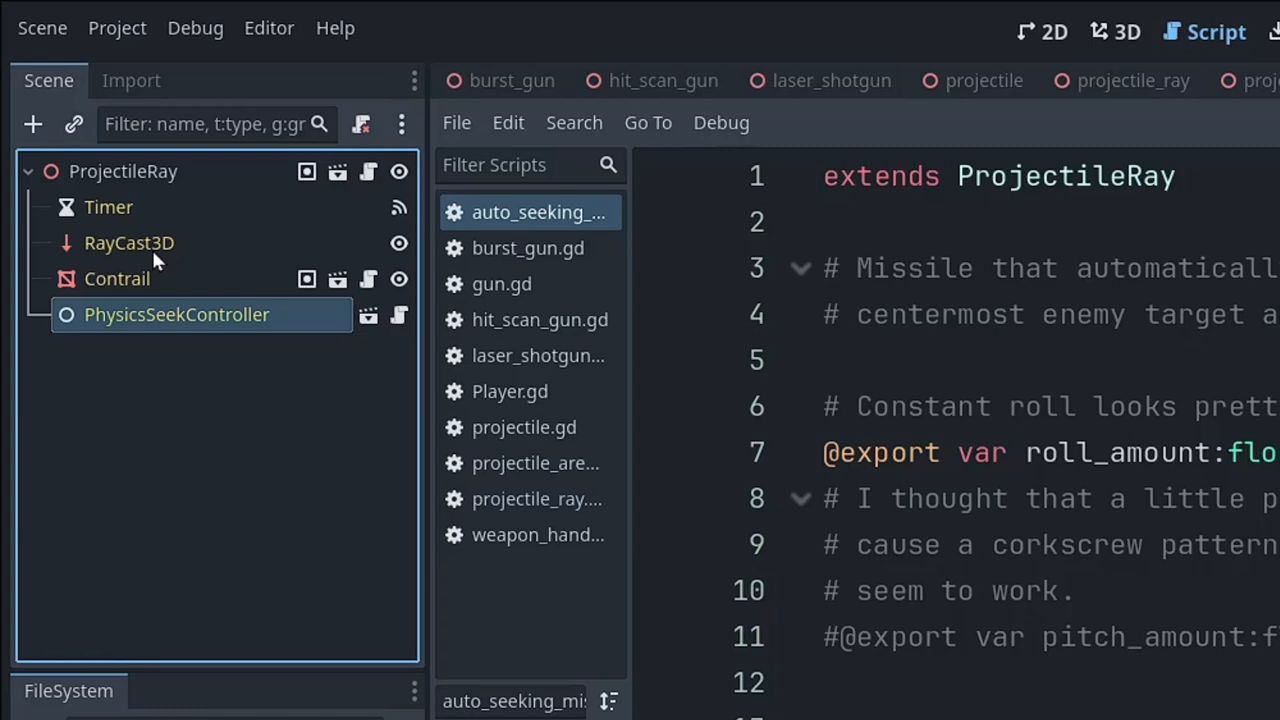 Scene Project Debug Editor Help 2D 3D Script
Scene Import burst_gun hit_scan_gun laser_shotgun projectile projectile_ray proj
Filter: name, t:type, g:gr File Edit Search Go To Debug
Filter Scripts
ProjectileRay
Timer
RayCast3D
Contrail
PhysicsSeekController
FileSystem
auto_seeking_...
burst_gun.gd
gun.gd
hit_scan_gun.gd
laser_shotgun...
Player.gd
projectile.gd
projectile_are...
projectile_ray....
weapon_hand...
auto_seeking_mis
1 extends ProjectileRay
2
3 # Missile that automaticall
4 # centermost enemy target a
5
6 # Constant roll looks prett
7 @export var roll_amount:flo
8 # I thought that a little p
9 # cause a corkscrew pattern
10 # seem to work.
11 #@export var pitch_amount:f
12